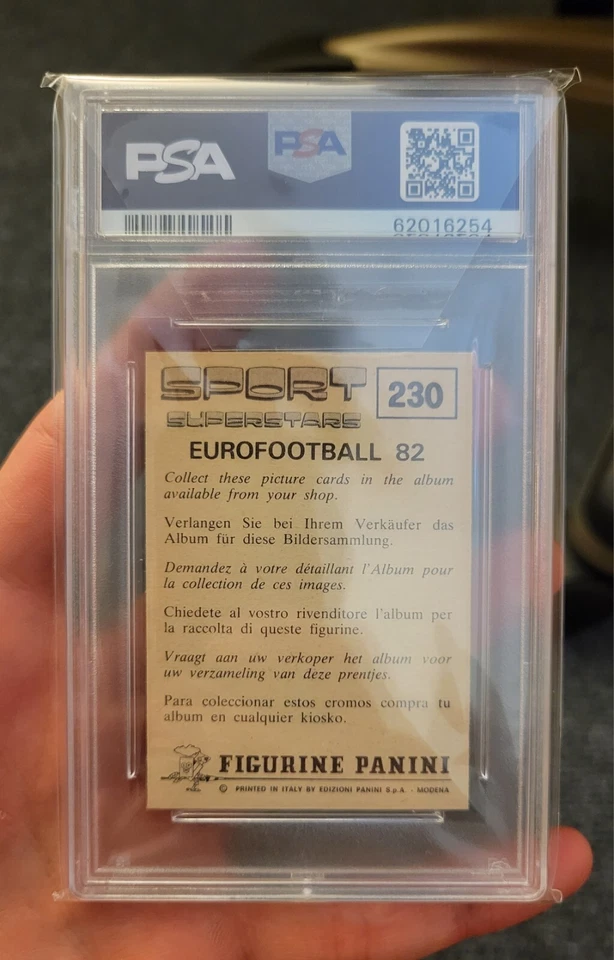 PSA
PSA
62016254
SPORT
SUPERSTARS
230
EUROFOOTBALL 82
Collect these picture cards in the album
available from your shop.
Verlangen Sie bei Ihrem Verkäufer das
Album für diese Bildersammlung.
Demandez à votre détaillant l'Album pour
la collection de ces images.
Chiedete al vostro rivenditore l'album per
la raccolta di queste figurine.
Vraagt aan uw verkoper het album voor
uw verzameling van deze prentjes.
Para coleccionar estos cromos compra tu
album en cualquier kiosko.
FIGURINE PANINI
© PRINTED IN ITALY BY EDIZIONI PANINI S.p.A. - MODENA